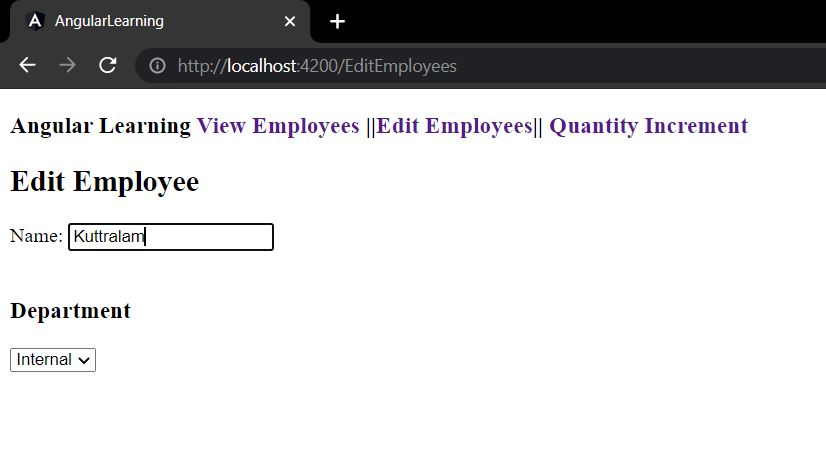 AngularLearning
http://localhost:4200/EditEmployees
Angular Learning View Employees ||Edit Employees|| Quantity Increment
Edit Employee
Name: Kuttralam
Department
Internal